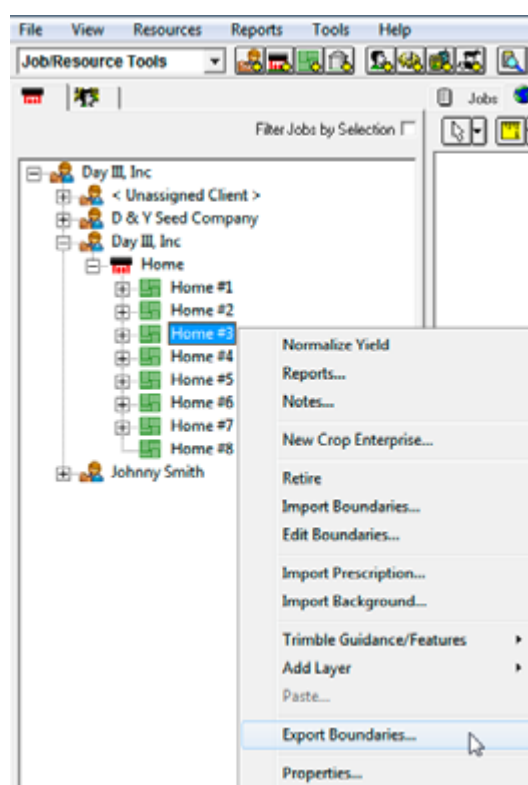 File View Resources Reports Tools Help
Job/Resource Tools
Jobs
Filter Jobs by Selection
Day III, Inc
< Unassigned Client >
D & Y Seed Company
Day III, Inc
Home
Home #1
Home #2
Home #3
Home #4
Home #5
Home #6
Home #7
Home #8
Johnny Smith
Normalize Yield
Reports...
Notes...
New Crop Enterprise...
Retire
Import Boundaries...
Edit Boundaries...
Import Prescription...
Import Background...
Trimble Guidance/Features
Add Layer
Paste...
Export Boundaries...
Properties...